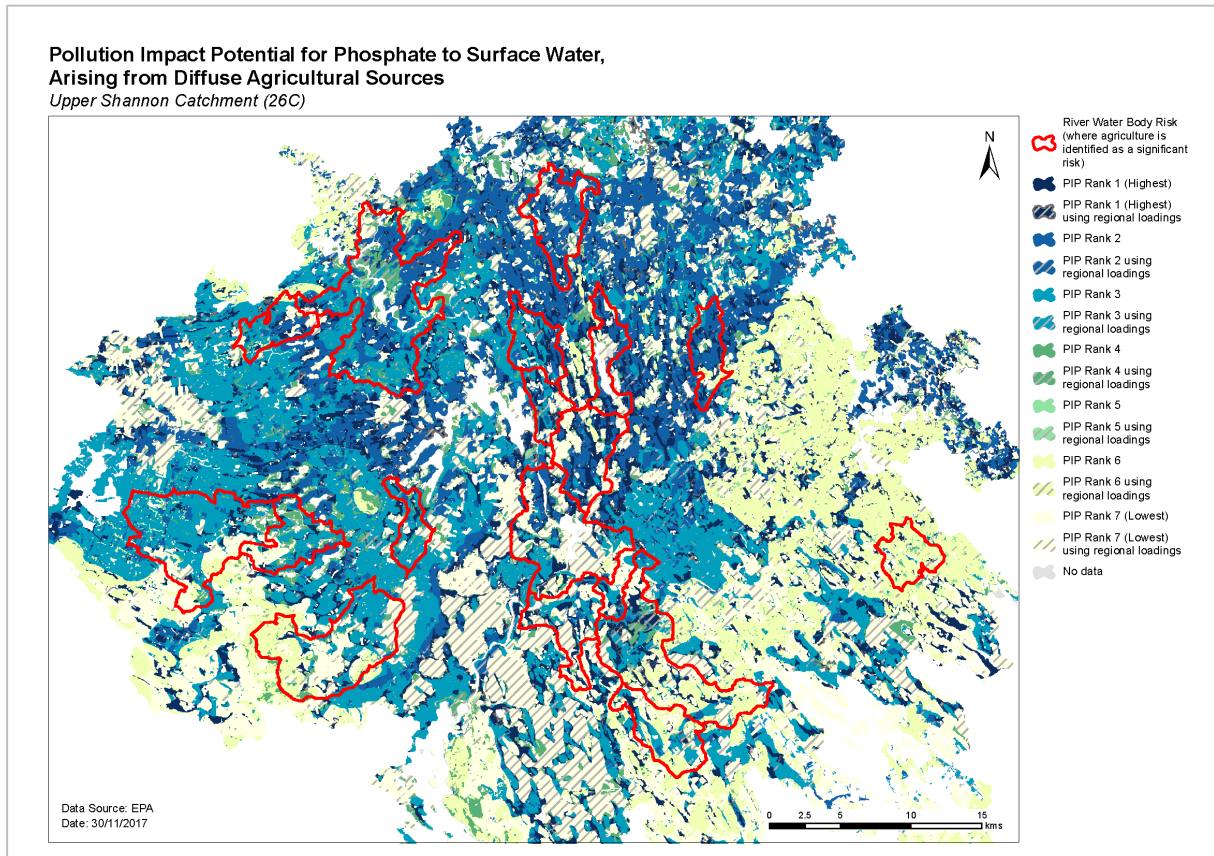 Pollution Impact Potential for Phosphate to Surface Water,
Arising from Diffuse Agricultural Sources
Upper Shannon Catchment (26C)
N
River Water Body Risk
(where agriculture is
identified as a significant
risk)
PIP Rank 1 (Highest)
PIP Rank 1 (Highest)
using regional loadings
PIP Rank 2
PIP Rank 2 using
regional loadings
PIP Rank 3
PIP Rank 3 using
regional loadings
PIP Rank 4
PIP Rank 4 using
regional loadings
PIP Rank 5
PIP Rank 5 using
regional loadings
PIP Rank 6
PIP Rank 6 using
regional loadings
PIP Rank 7 (Lowest)
PIP Rank 7 (Lowest)
using regional loadings
No data
Data Source: EPA
Date: 30/11/2017
0 2.5 5 10 15
kms